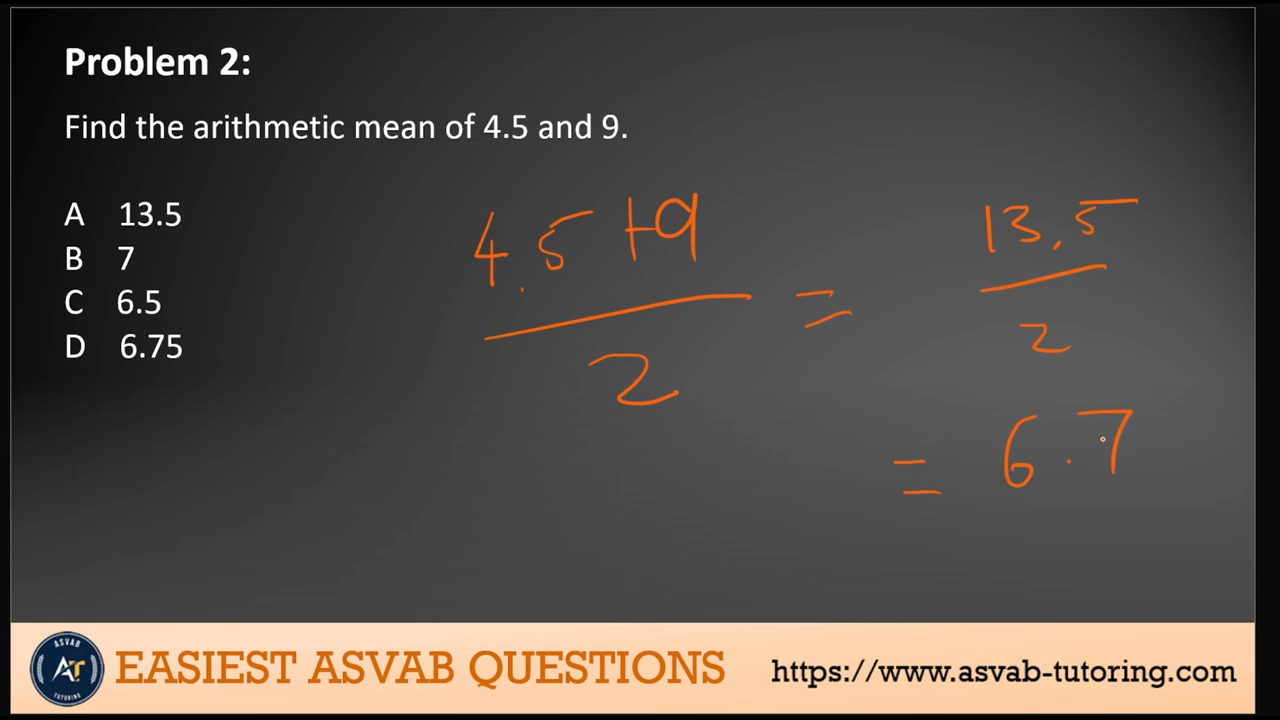 Problem 2:
Find the arithmetic mean of 4.5 and 9.
A 13.5
B 7
C 6.5
D 6.75
4.5 + 9
2
=
13.5
2
= 6.7
ASVAB
AT
TUTORING
EASIEST ASVAB QUESTIONS
https://www.asvab-tutoring.com